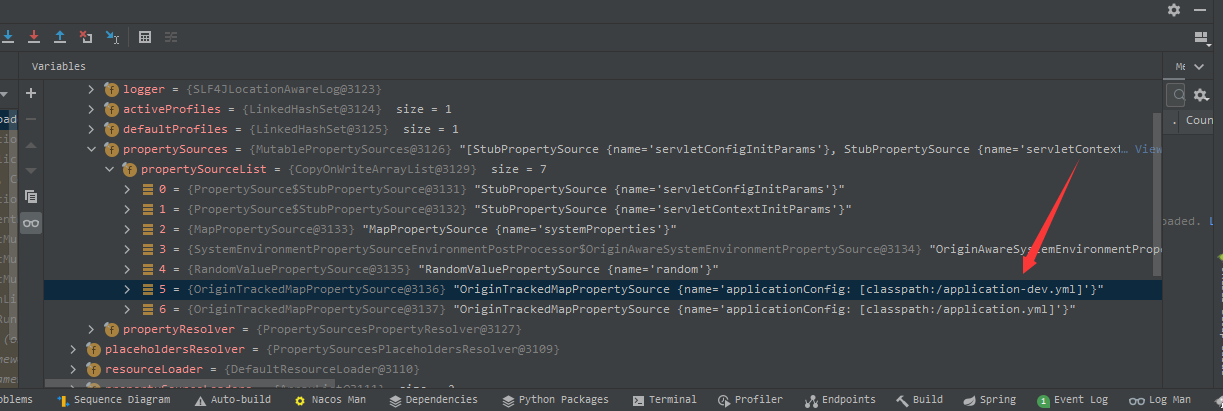 Variables
Me
logger = {SLF4JLocationAwareLog@3123}
activeProfiles = {LinkedHashSet@3124} size = 1
defaultProfiles = {LinkedHashSet@3125} size = 1
propertySources = {MutablePropertySources@3126} "[StubPropertySource {name='servletConfigInitParams'}, StubPropertySource {name='servletContext... View
Coun
propertySourceList = {CopyOnWriteArrayList@3129} size = 7
0 = {PropertySource$StubPropertySource@3131} "StubPropertySource {name='servletConfigInitParams'}"
1 = {PropertySource$StubPropertySource@3132} "StubPropertySource {name='servletContextInitParams'}"
2 = {MapPropertySource@3133} "MapPropertySource {name='systemProperties'}"
3 = {SystemEnvironmentPropertySourceEnvironmentPostProcessor$OriginAwareSystemEnvironmentPropertySource@3134} "OriginAwareSystemEnvironmentPrope
4 = {RandomValuePropertySource@3135} "RandomValuePropertySource {name='random'}"
5 = {OriginTrackedMapPropertySource@3136} "OriginTrackedMapPropertySource {name='applicationConfig: [classpath:/application-dev.yml]'}"
6 = {OriginTrackedMapPropertySource@3137} "OriginTrackedMapPropertySource {name='applicationConfig: [classpath:/application.yml]'}"
propertyResolver = {PropertySourcesPropertyResolver@3127}
placeholdersResolver = {PropertySourcesPlaceholdersResolver@3109}
resourceLoader = {DefaultResourceLoader@3110}
oblems Sequence Diagram Auto-build Nacos Man Dependencies Python Packages Terminal Profiler Endpoints Build Spring 1 Event Log Log Man